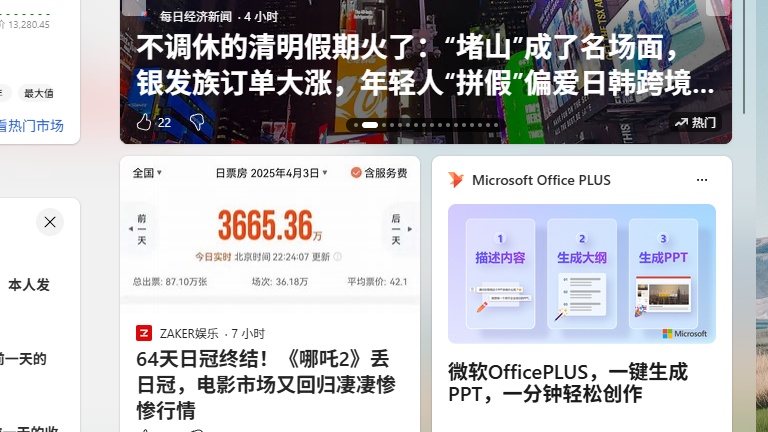 每日经济新闻 · 4 小时
不调休的清明假期火了：“堵山”成了名场面，
银发族订单大涨，年轻人“拼假”偏爱日韩跨境...
22
热门
13,280.45
最大值
看热门市场
本人发
前一天的
全国
日票房 2025年4月3日
含服务费
前一天
3665.36万
后一天
今日实时 北京时间 22:24:07 更新
总出票: 87.10万张
场次: 36.18万
平均票价: 42.1
ZAKER娱乐 · 7 小时
64天日冠终结！《哪吒2》丢
日冠，电影市场又回归凄凄惨
惨行情
Microsoft Office PLUS
1
描述内容
2
生成大纲
3
生成PPT
Microsoft
微软OfficePLUS，一键生成
PPT，一分钟轻松创作